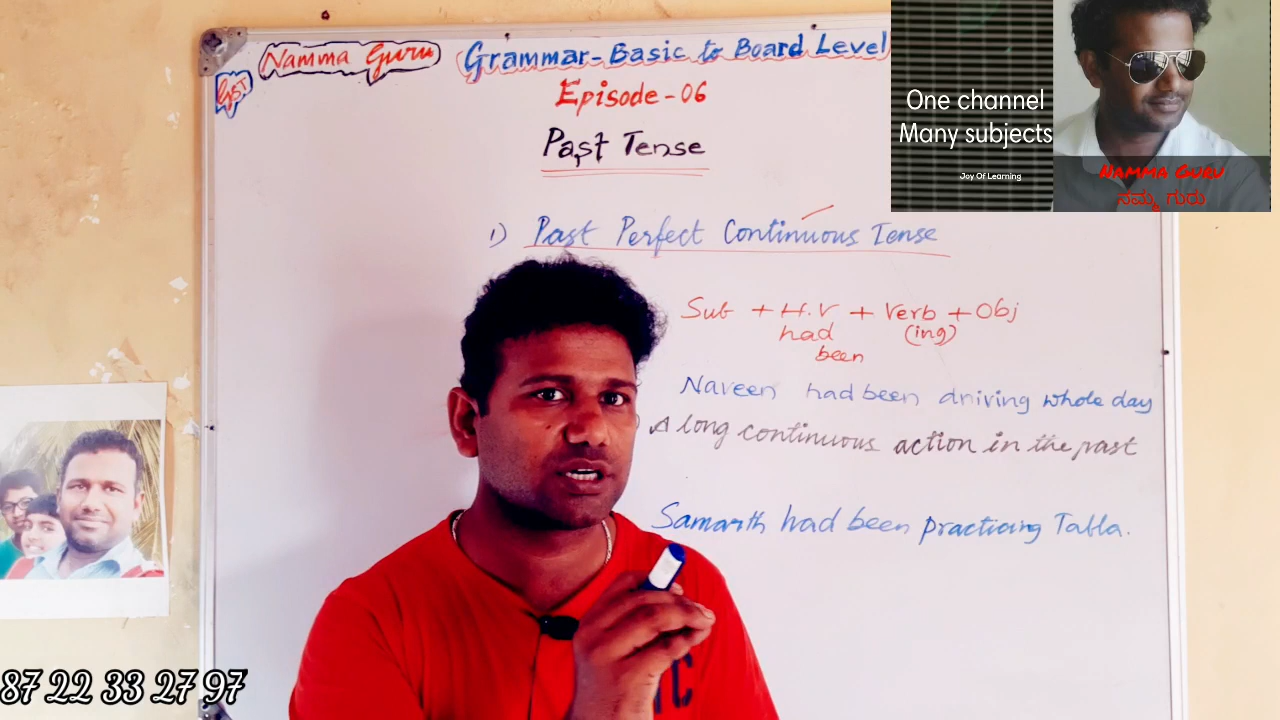 Namma Guru
Grammar-Basic to Board Level
Episode-06
Past Tense
One channel
Many subjects
Joy Of Learning
Namma Guru
ನಮ್ಮ ಗುರು
1) Past Perfect Continuous Tense
Sub + H.V + Verb + Obj
had (ing)
been
Naveen had been driving whole day
A long continuous action in the past
Samarth had been practicing Tabla.
87 22 33 27 97